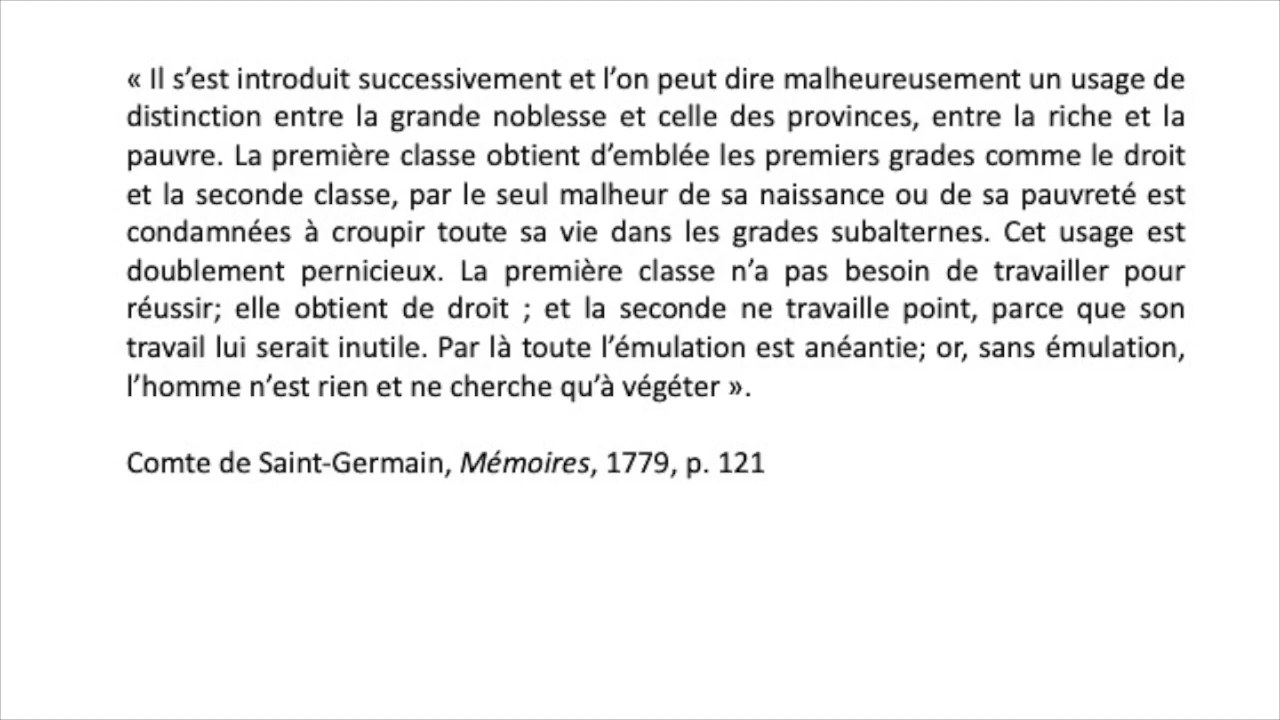 « Il s’est introduit successivement et l’on peut dire malheureusement un usage de
distinction entre la grande noblesse et celle des provinces, entre la riche et la
pauvre. La première classe obtient d’emblée les premiers grades comme le droit
et la seconde classe, par le seul malheur de sa naissance ou de sa pauvreté est
condamnées à croupir toute sa vie dans les grades subalternes. Cet usage est
doublement pernicieux. La première classe n’a pas besoin de travailler pour
réussir; elle obtient de droit ; et la seconde ne travaille point, parce que son
travail lui serait inutile. Par là toute l’émulation est anéantie; or, sans émulation,
l’homme n’est rien et ne cherche qu’à végéter ».
Comte de Saint-Germain, Mémoires, 1779, p. 121